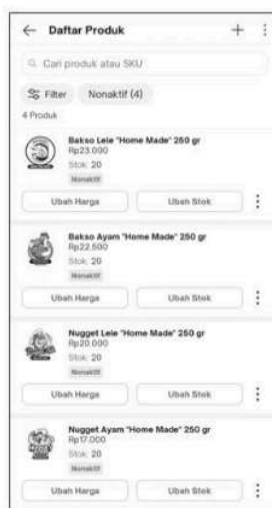 Daftar Produk
Cari produk atau SKU
Filter
Nonaktif (4)
4 Produk
Bakso Lele "Home Made" 250 gr
Rp23.000
Stok: 20
Nonaktif
Ubah Harga
Ubah Stok
Bakso Ayam "Home Made" 250 gr
Rp22.500
Stok: 20
Nonaktif
Ubah Harga
Ubah Stok
Nugget Lele "Home Made" 250 gr
Rp20.000
Stok: 20
Nonaktif
Ubah Harga
Ubah Stok
Nugget Ayam "Home Made" 250 gr
Rp17.000
Stok: 20
Nonaktif
Ubah Harga
Ubah Stok